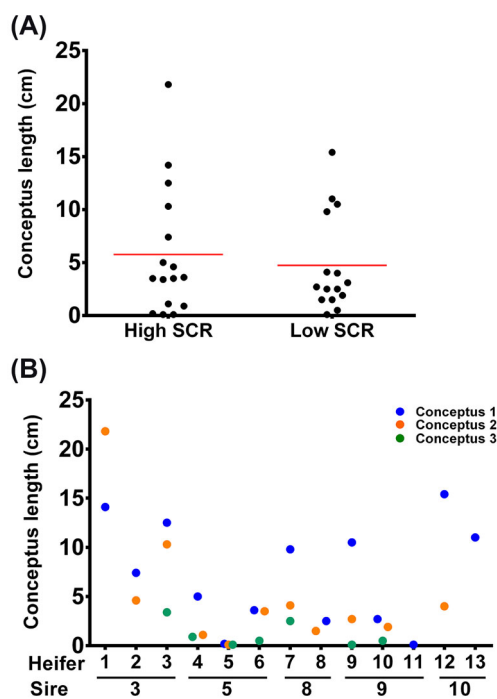 (A)
25
20
15
10
5
0
Conceptus length (cm)
High SCR Low SCR
(B)
25
20
15
10
5
0
Conceptus length (cm)
Conceptus 1
Conceptus 2
Conceptus 3
Heifer 1 2 3 4 5 6 7 8 9 10 11 12 13
Sire 3 5 8 9 10